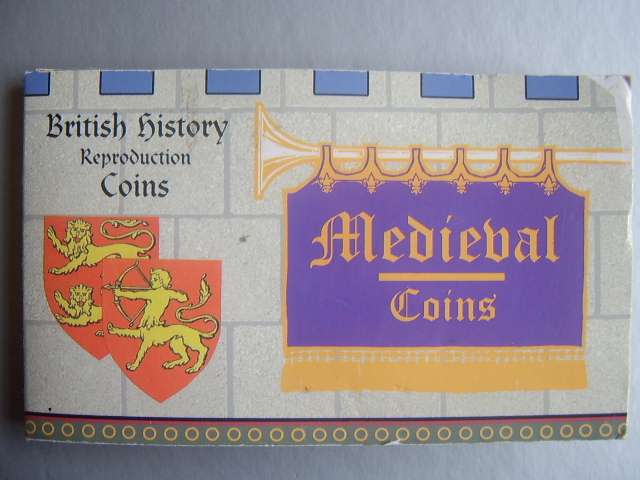 British History
Reproduction
Coins
Medieval
Coins